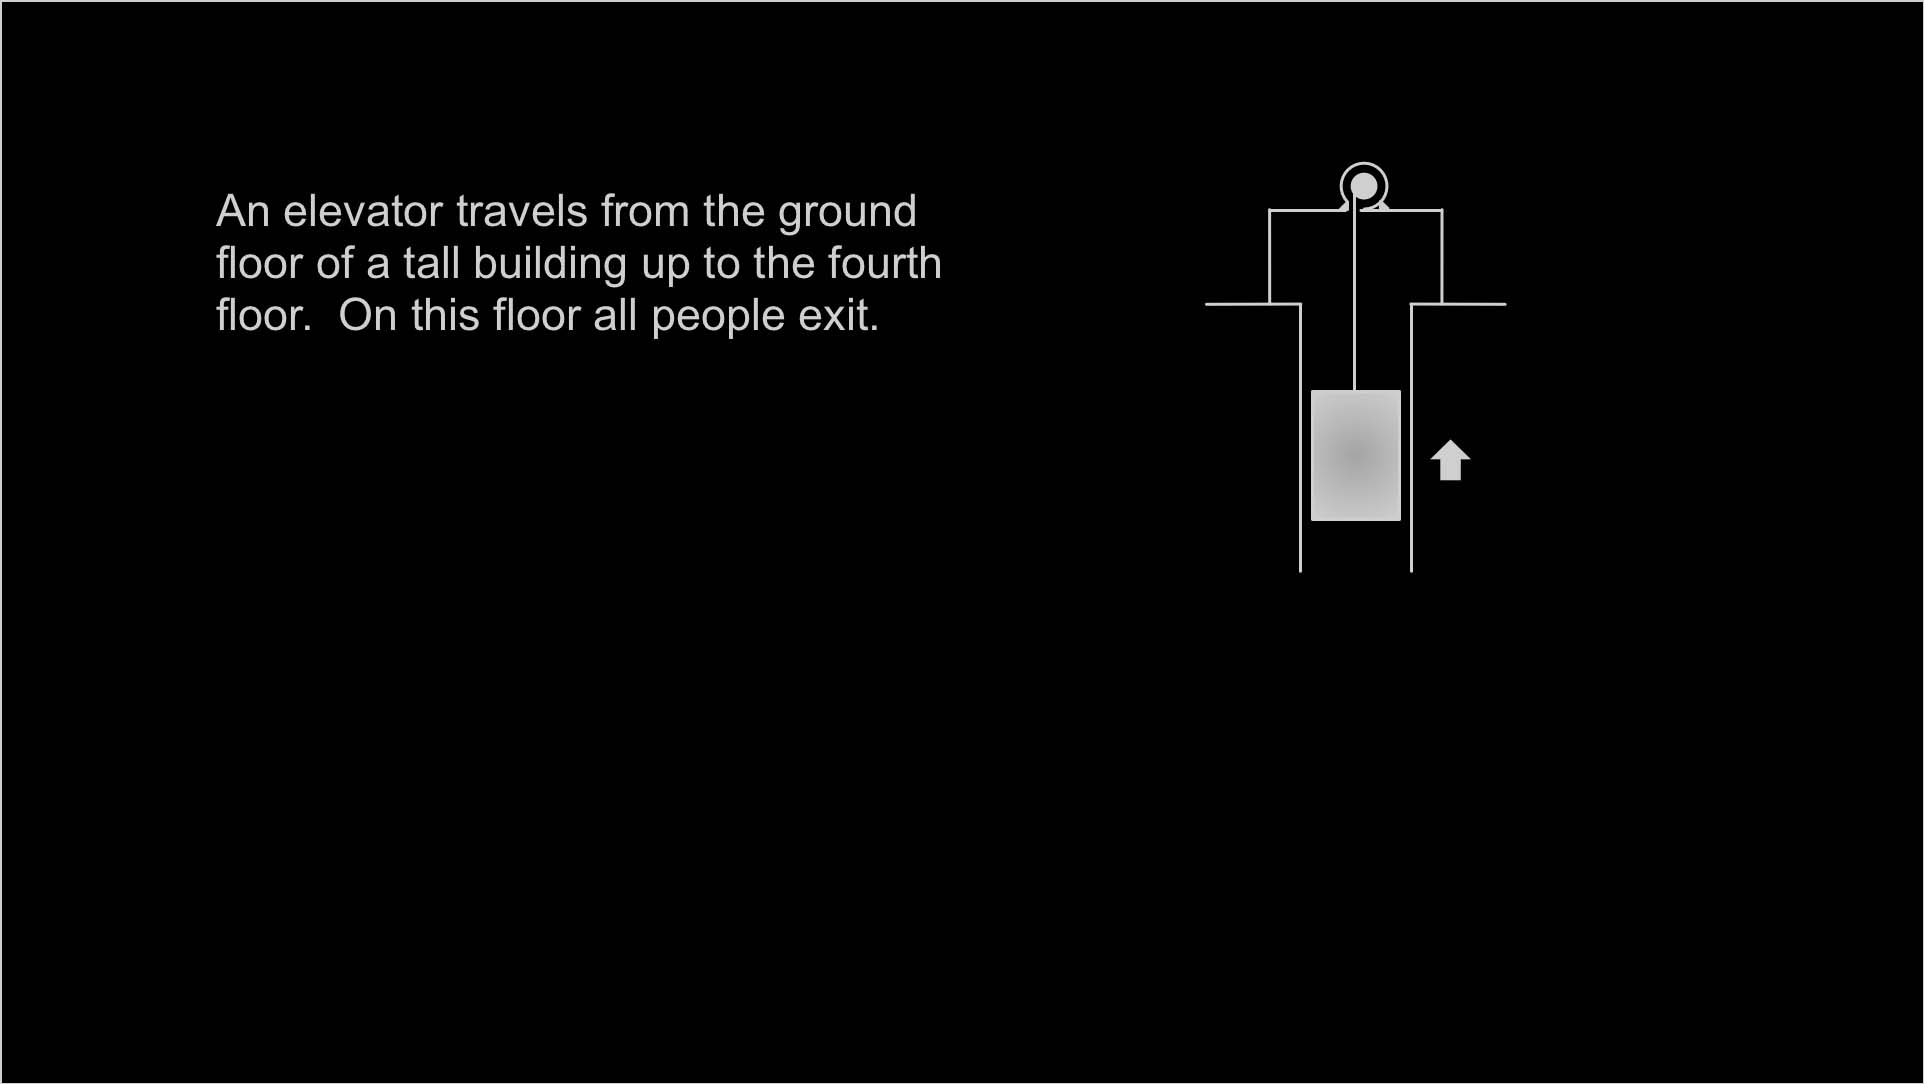 An elevator travels from the ground
floor of a tall building up to the fourth
floor.  On this floor all people exit.